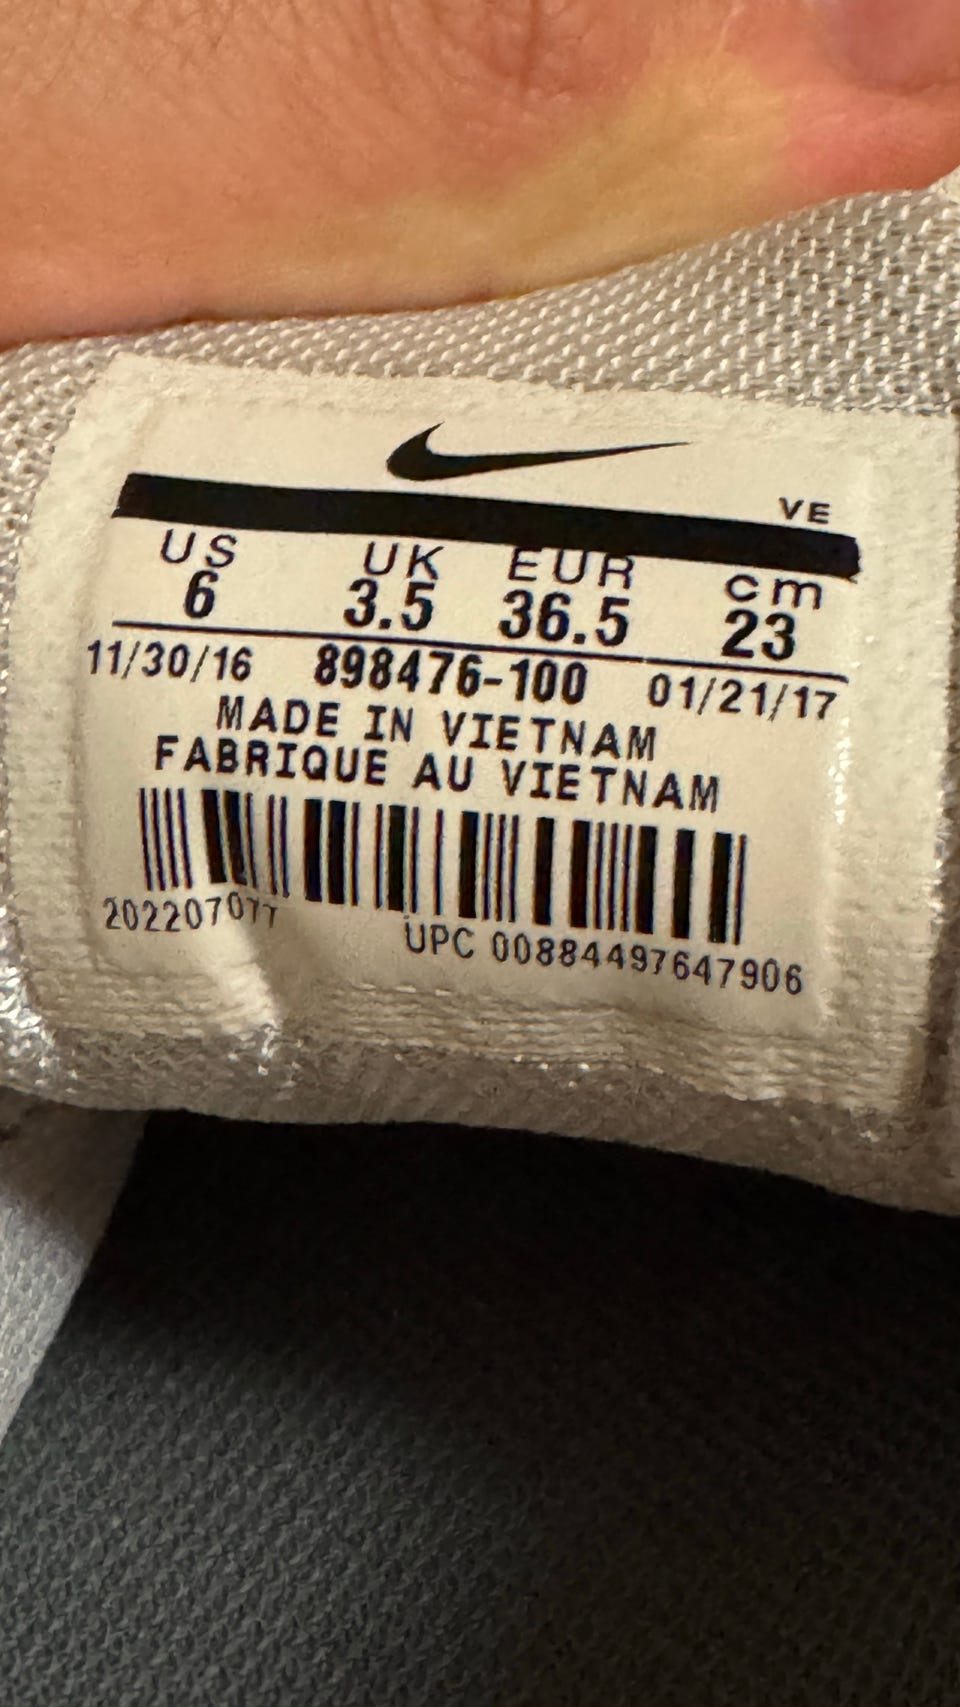 VE
US UK EUR cm
6 3.5 36.5 23
11/30/16 898476-100 01/21/17
MADE IN VIETNAM
FABRIQUE AU VIETNAM
202207077
UPC 00884497647906